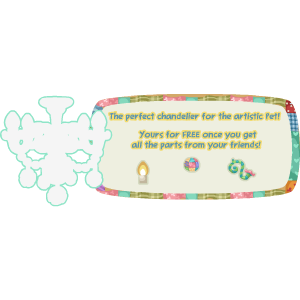 The perfect chandelier for the artistic Pet!
Yours for FREE once you get
all the parts from your friends!